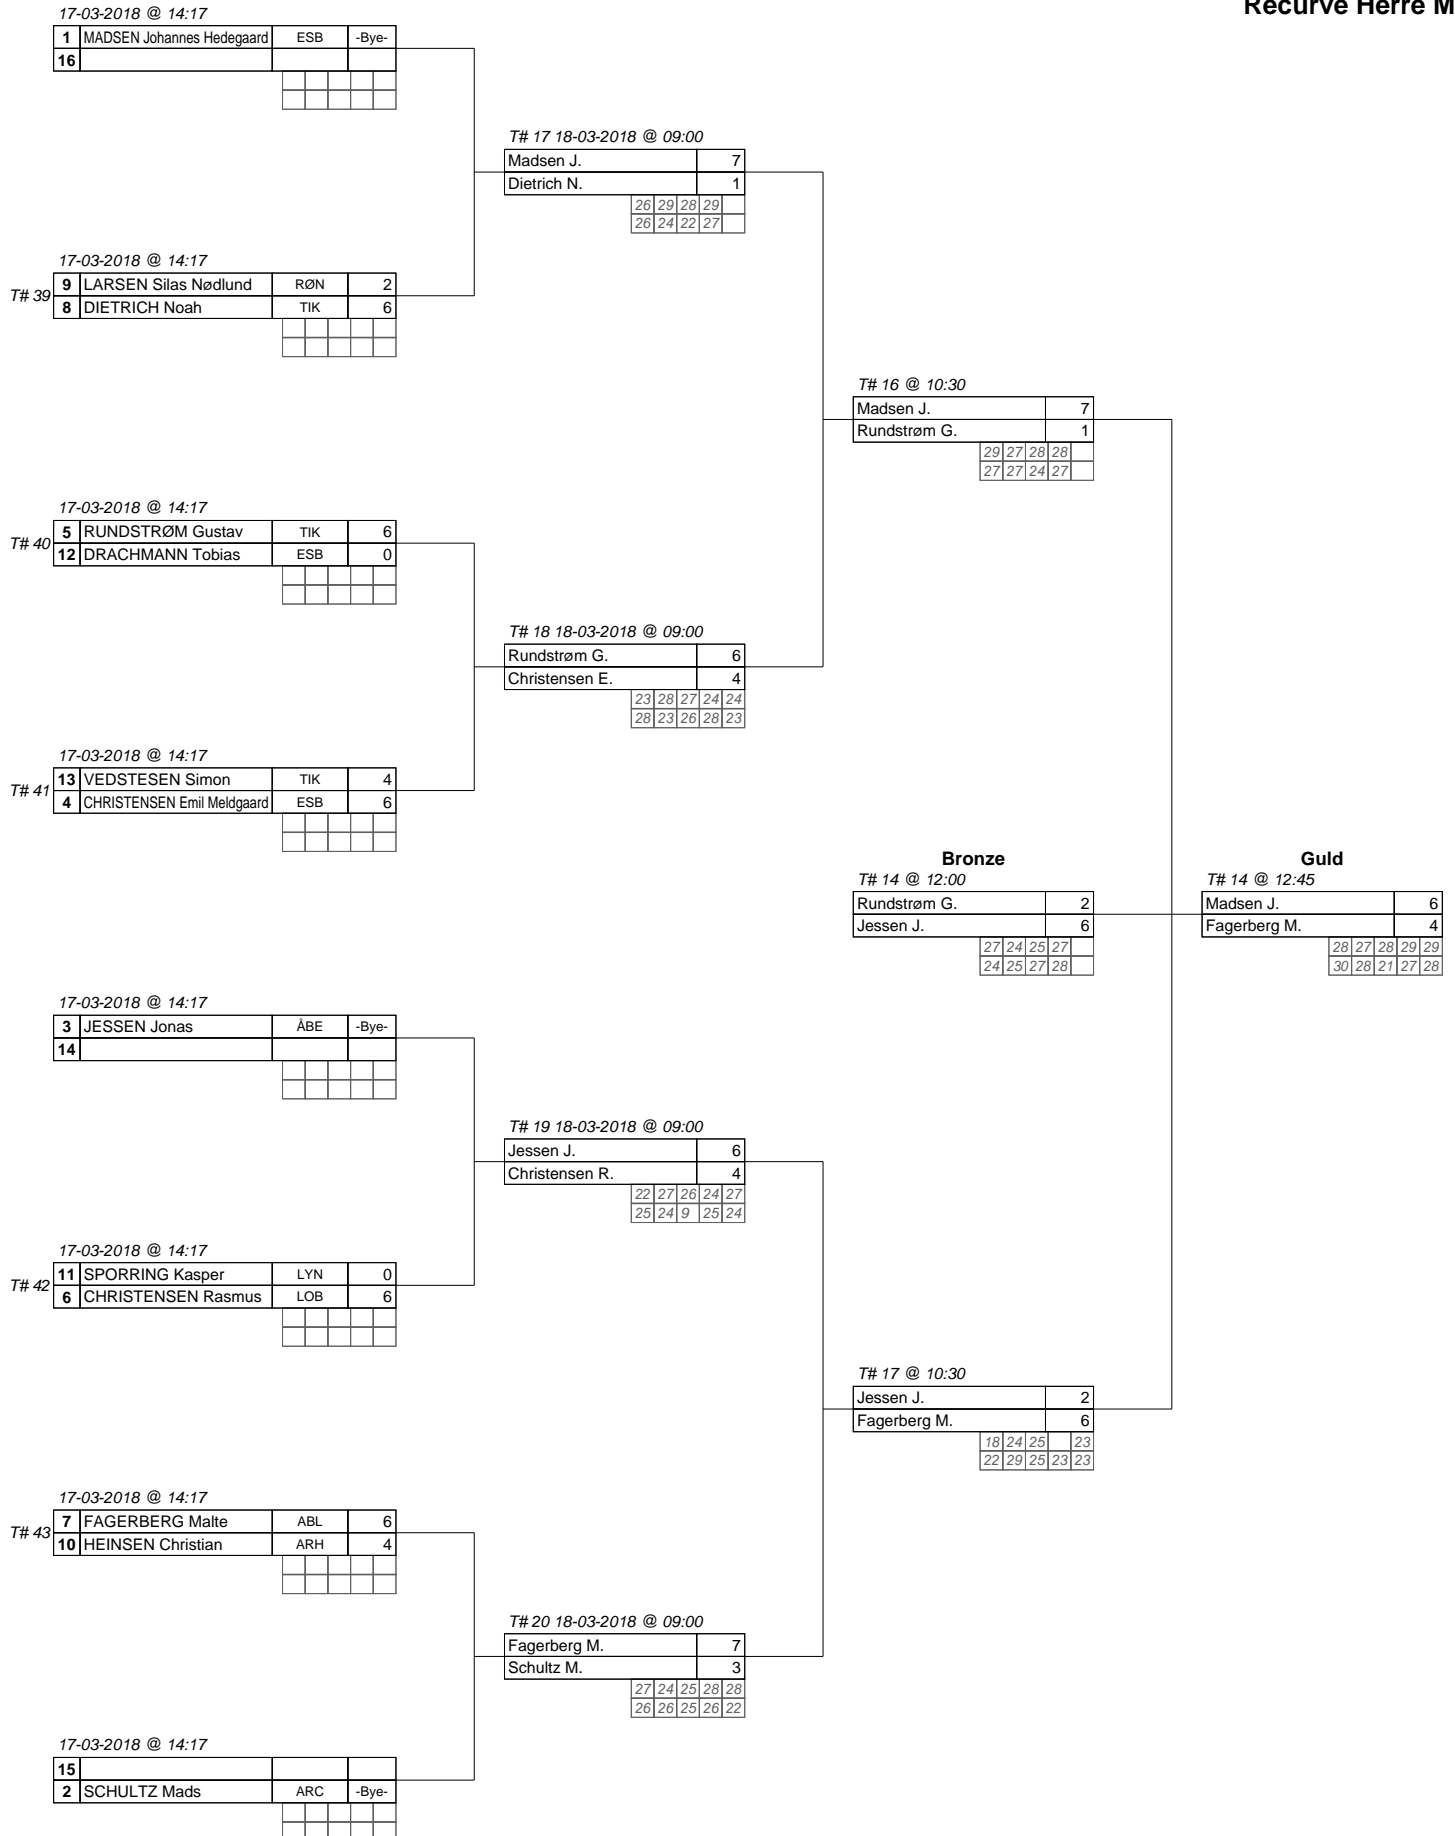 Recurve Herre M
17-03-2018 @ 14:17
1 MADSEN Johannes Hedegaard ESB -Bye-
16
T# 17 18-03-2018 @ 09:00
Madsen J. 7
Dietrich N. 1
26 29 28 29
26 24 22 27
17-03-2018 @ 14:17
T# 39
9 LARSEN Silas Nødlund RØN 2
8 DIETRICH Noah TIK 6
T# 16 @ 10:30
Madsen J. 7
Rundstrøm G. 1
29 27 28 28
27 27 24 27
17-03-2018 @ 14:17
T# 40
5 RUNDSTRØM Gustav TIK 6
12 DRACHMANN Tobias ESB 0
T# 18 18-03-2018 @ 09:00
Rundstrøm G. 6
Christensen E. 4
23 28 27 24 24
28 23 26 28 23
17-03-2018 @ 14:17
T# 41
13 VEDSTESEN Simon TIK 4
4 CHRISTENSEN Emil Meldgaard ESB 6
Bronze
T# 14 @ 12:00
Rundstrøm G. 2
Jessen J. 6
27 24 25 27
24 25 27 28
Guld
T# 14 @ 12:45
Madsen J. 6
Fagerberg M. 4
28 27 28 29 29
30 28 21 27 28
17-03-2018 @ 14:17
3 JESSEN Jonas ÅBE -Bye-
14
T# 19 18-03-2018 @ 09:00
Jessen J. 6
Christensen R. 4
22 27 26 24 27
25 24 9 25 24
17-03-2018 @ 14:17
T# 42
11 SPORRING Kasper LYN 0
6 CHRISTENSEN Rasmus LOB 6
T# 17 @ 10:30
Jessen J. 2
Fagerberg M. 6
18 24 25 23
22 29 25 23 23
17-03-2018 @ 14:17
T# 43
7 FAGERBERG Malte ABL 6
10 HEINSEN Christian ARH 4
T# 20 18-03-2018 @ 09:00
Fagerberg M. 7
Schultz M. 3
27 24 25 28 28
26 26 25 26 22
17-03-2018 @ 14:17
15
2 SCHULTZ Mads ARC -Bye-